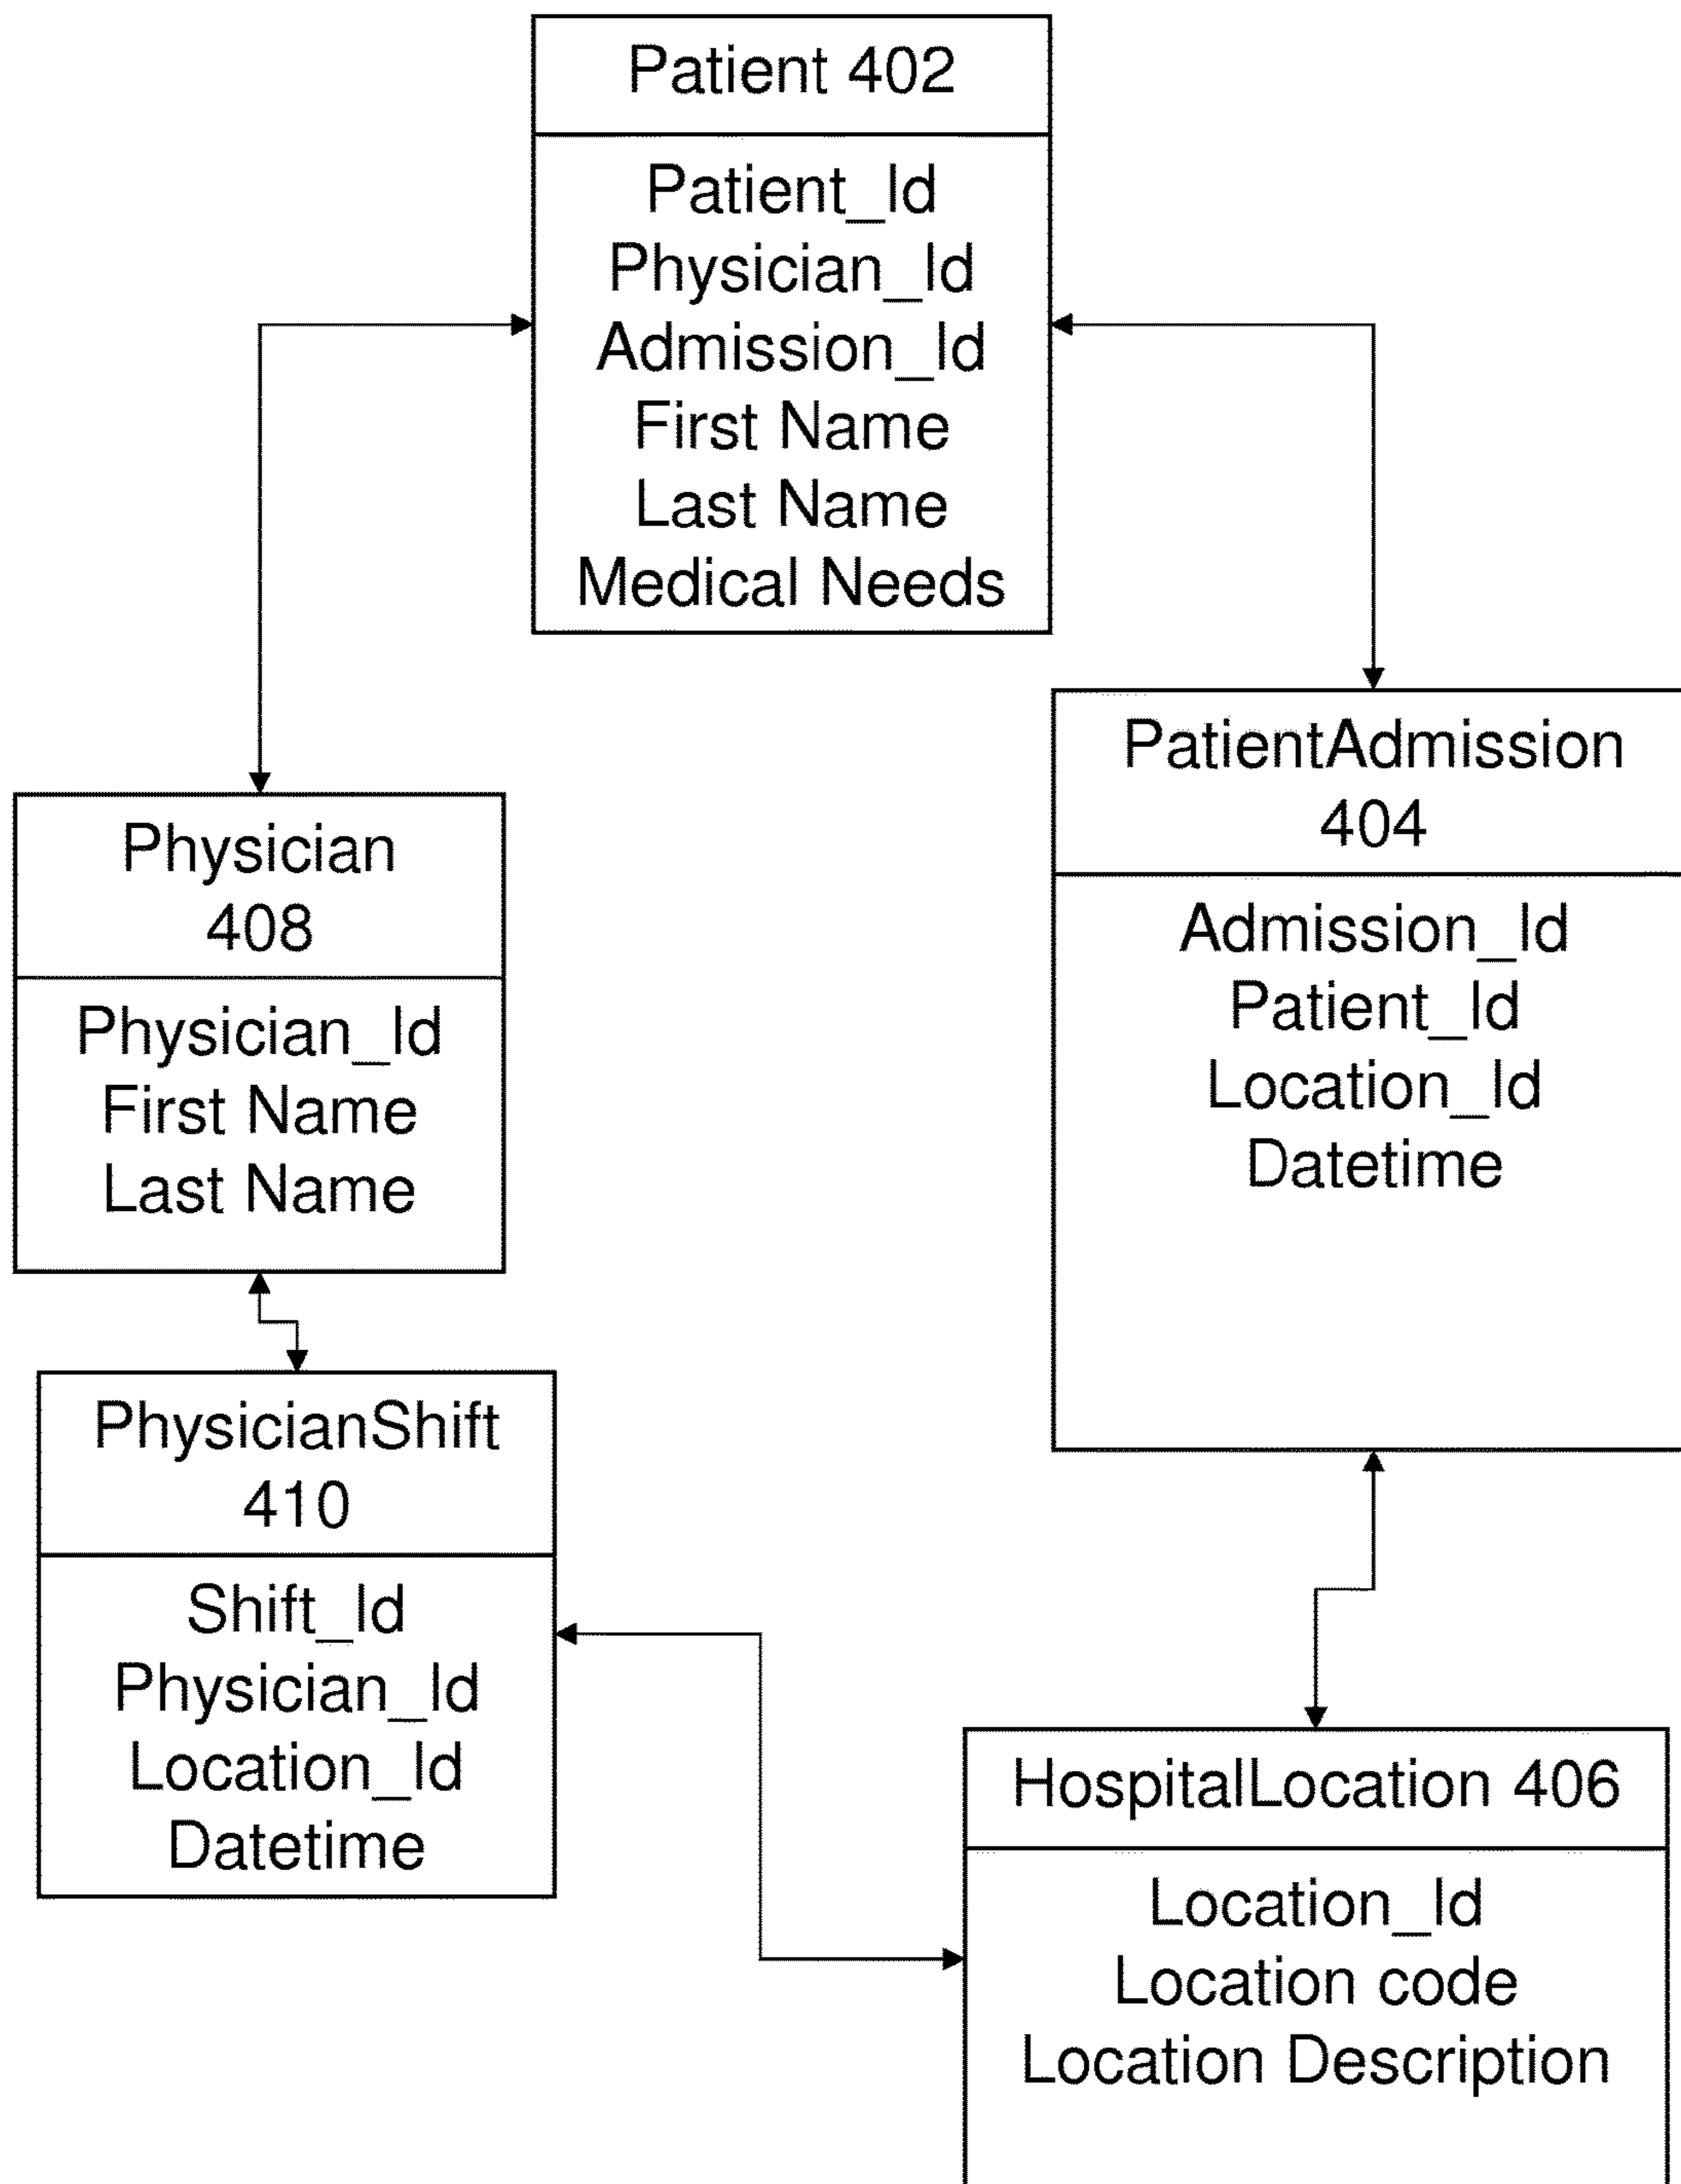 Patient 402
Patient_Id
Physician_Id
Admission_Id
First Name
Last Name
Medical Needs
PatientAdmission
404
Admission_Id
Patient_Id
Location_Id
Datetime
Physician
408
Physician_Id
First Name
Last Name
PhysicianShift
410
Shift_Id
Physician_Id
Location_Id
Datetime
HospitalLocation 406
Location_Id
Location code
Location Description